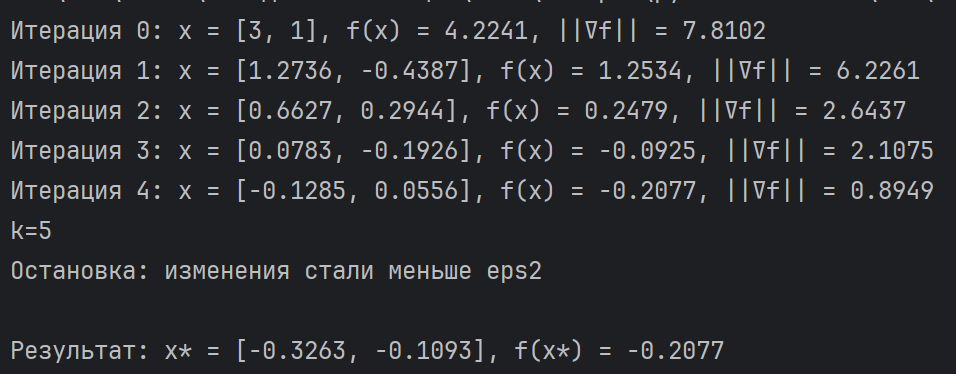 Итерация 0: x = [3, 1], f(x) = 4.2241, ||∇f|| = 7.8102
Итерация 1: x = [1.2736, -0.4387], f(x) = 1.2534, ||∇f|| = 6.2261
Итерация 2: x = [0.6627, 0.2944], f(x) = 0.2479, ||∇f|| = 2.6437
Итерация 3: x = [0.0783, -0.1926], f(x) = -0.0925, ||∇f|| = 2.1075
Итерация 4: x = [-0.1285, 0.0556], f(x) = -0.2077, ||∇f|| = 0.8949
k=5
Остановка: изменения стали меньше eps2
Результат: x* = [-0.3263, -0.1093], f(x*) = -0.2077